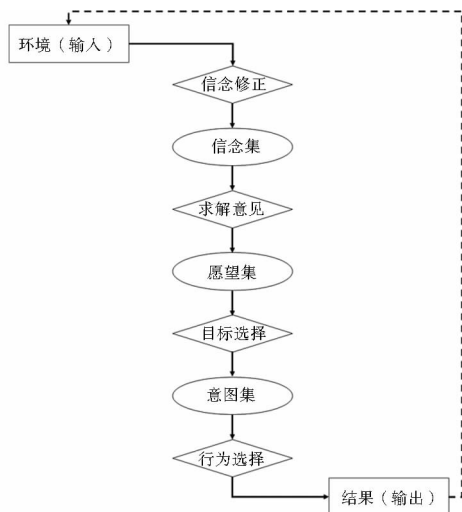 环境（输入）
信念修正
信念集
求解意见
愿望集
目标选择
意图集
行为选择
结果（输出）